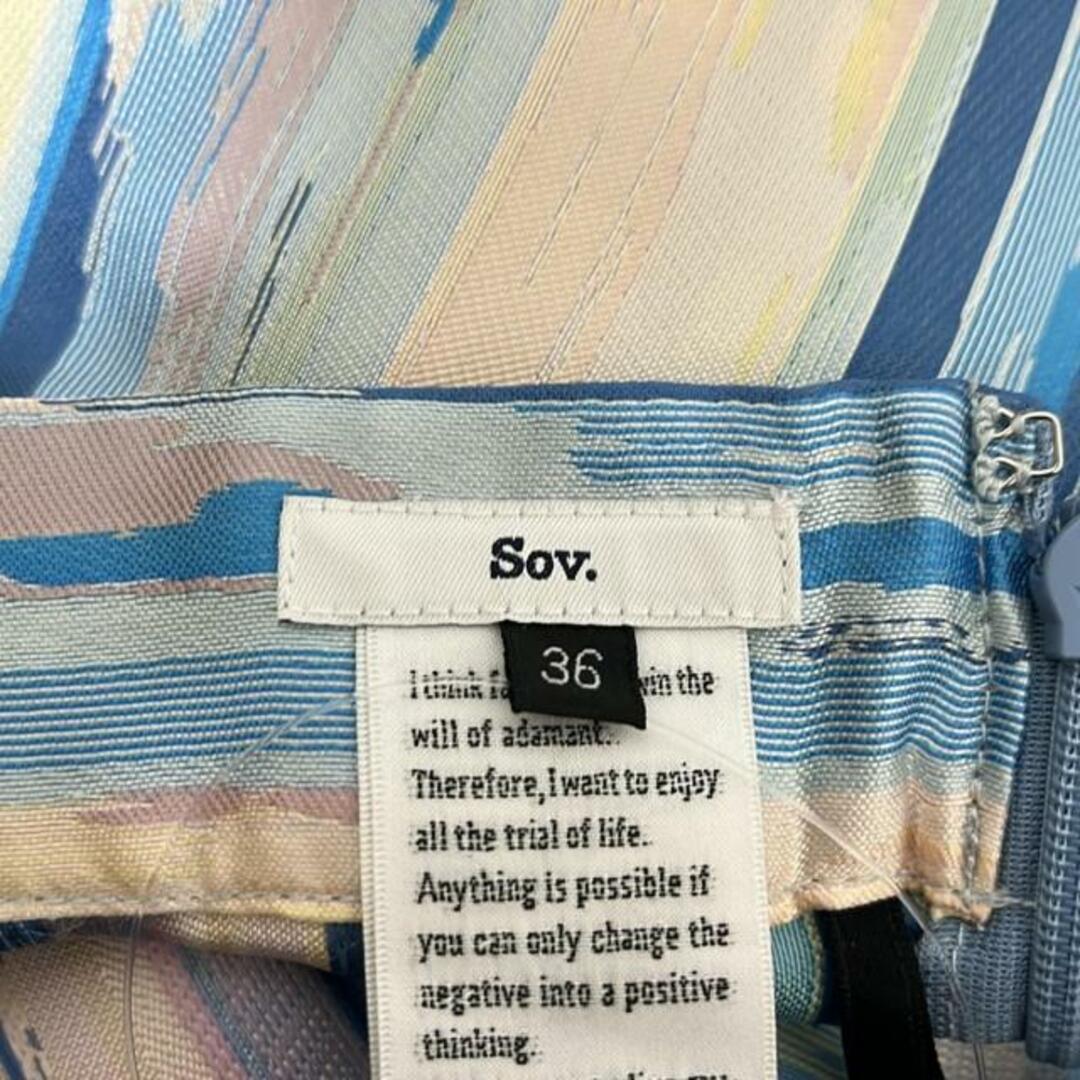 Sov.
36
I think win the
will of adamant..
Therefore,I want to enjoy
all the trial of life.
Anything is possible if
you can only change the
negative into a positive
thinking.